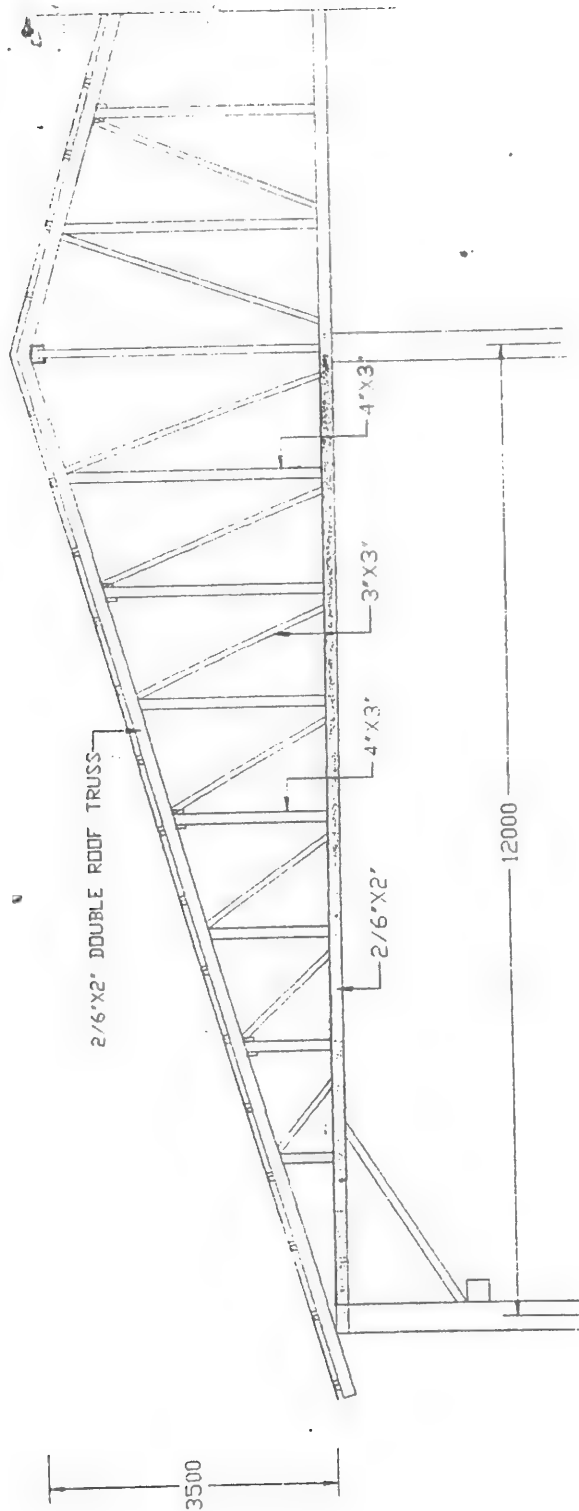 2/6"X2" DOUBLE ROOF TRUSS
3500
4"X3"
3"X3"
4"X3"
2/6"X2"
12000